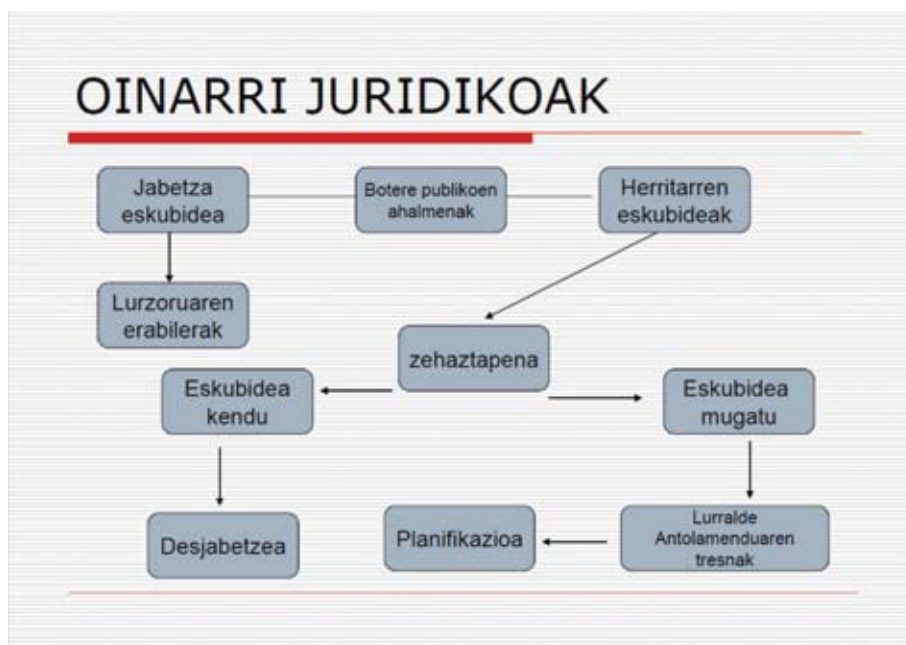 OINARRI JURIDIKOAK
Jabetza
eskubidea
Botere publikoen
ahalmenak
Herritarren
eskubideak
Lurzoruaren
erabilerak
zehaztapena
Eskubidea
kendu
Eskubidea
mugatu
Desjabetzea
Planifikazioa
Lurralde
Antolamenduaren
tresnak